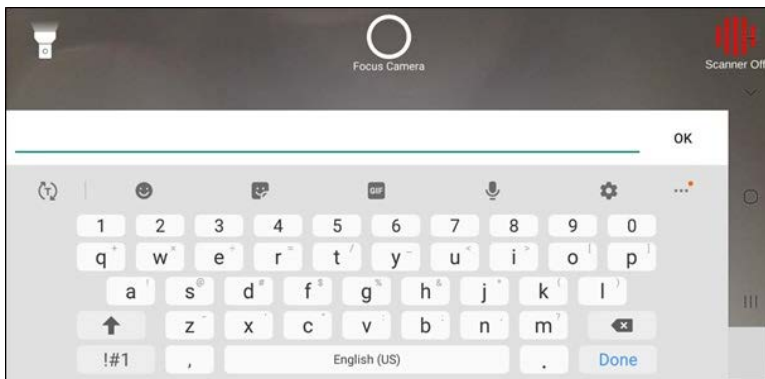 Focus Camera
Scanner Off
OK
GIF
1 2 3 4 5 6 7 8 9 0
q + w × e ÷ r = t / y _ u < i > o [ p ]
a ! s @ d # f $ g % h & j * k ( l )
z - x ' c " v : b ; n , m ?
!#1 , English (US) . Done